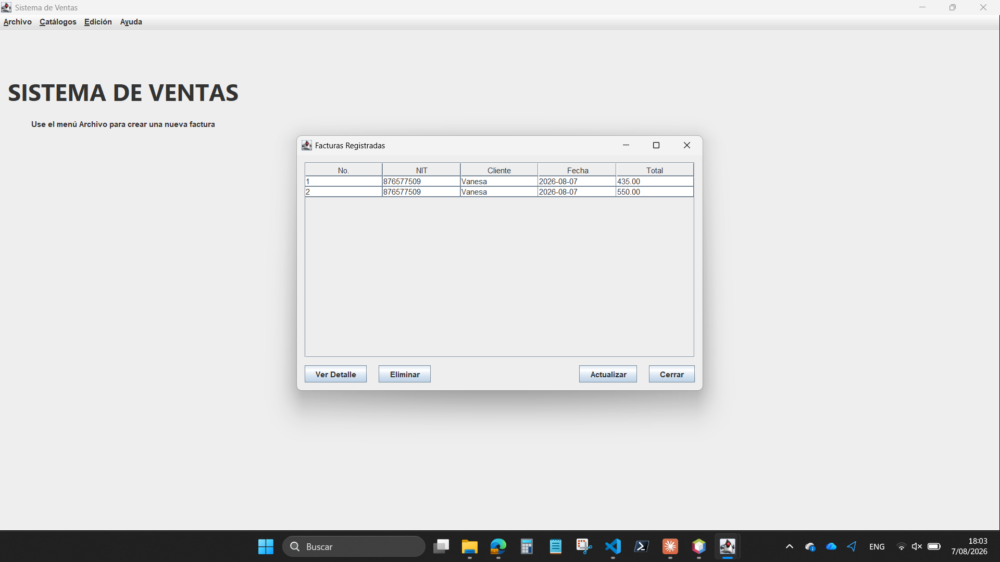 Sistema de Ventas
Archivo Catálogos Edición Ayuda
SISTEMA DE VENTAS
Use el menú Archivo para crear una nueva factura
Facturas Registradas
No. NIT Cliente Fecha Total
1 876577509 Vanesa 2026-08-07 435.00
2 876577509 Vanesa 2026-08-07 550.00
Ver Detalle Eliminar Actualizar Cerrar
Buscar
ENG
18:03
7/08/2026